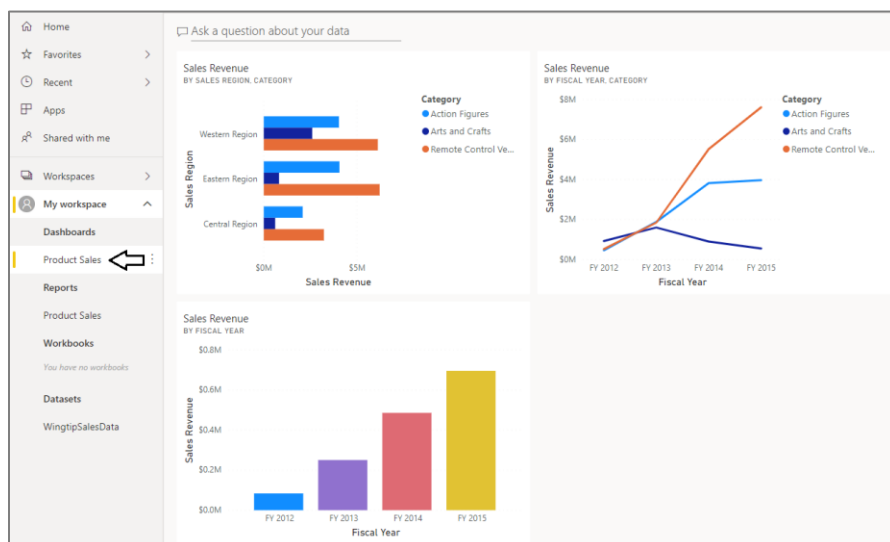 Home
Favorites
Recent
Apps
Shared with me
Workspaces
My workspace
Dashboards
Product Sales
Reports
Product Sales
Workbooks
You have no workbooks
Datasets
WingtipSalesData
Ask a question about your data
Sales Revenue
BY SALES REGION, CATEGORY
Sales Region
Western Region
Eastern Region
Central Region
$0M $5M
Sales Revenue
Category
Action Figures
Arts and Crafts
Remote Control Ve...
Sales Revenue
BY FISCAL YEAR, CATEGORY
Sales Revenue
$8M
$6M
$4M
$2M
$0M
FY 2012 FY 2013 FY 2014 FY 2015
Fiscal Year
Category
Action Figures
Arts and Crafts
Remote Control Ve...
Sales Revenue
BY FISCAL YEAR
Sales Revenue
$0.8M
$0.6M
$0.4M
$0.2M
$0.0M
FY 2012 FY 2013 FY 2014 FY 2015
Fiscal Year